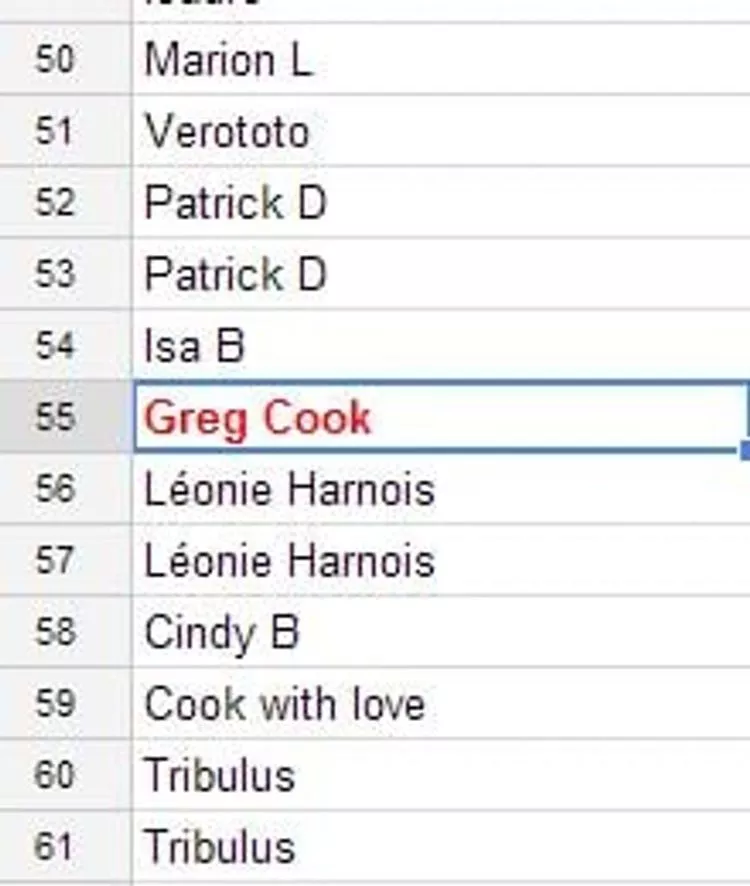 50 Marion L
51 Verototo
52 Patrick D
53 Patrick D
54 Isa B
55 Greg Cook
56 Léonie Harnois
57 Léonie Harnois
58 Cindy B
59 Cook with love
60 Tribulus
61 Tribulus